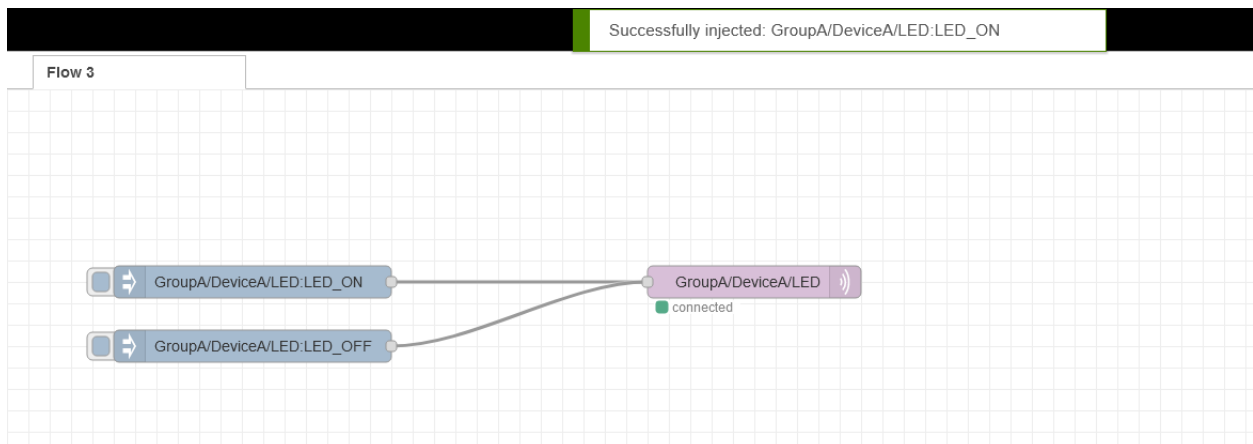 Successfully injected: GroupA/DeviceA/LED:LED_ON
Flow 3
GroupA/DeviceA/LED:LED_ON
GroupA/DeviceA/LED
connected
GroupA/DeviceA/LED:LED_OFF